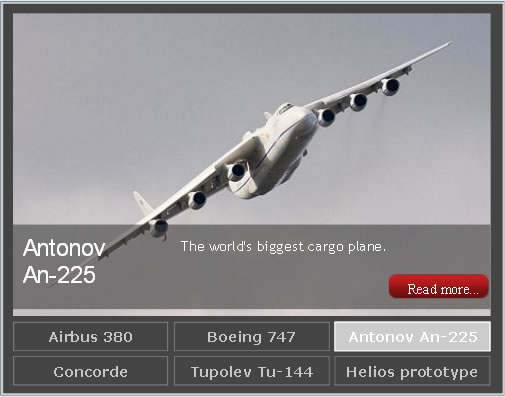 Antonov
An-225
The world's biggest cargo plane.
Read more...
Airbus 380
Boeing 747
Antonov An-225
Concorde
Tupolev Tu-144
Helios prototype